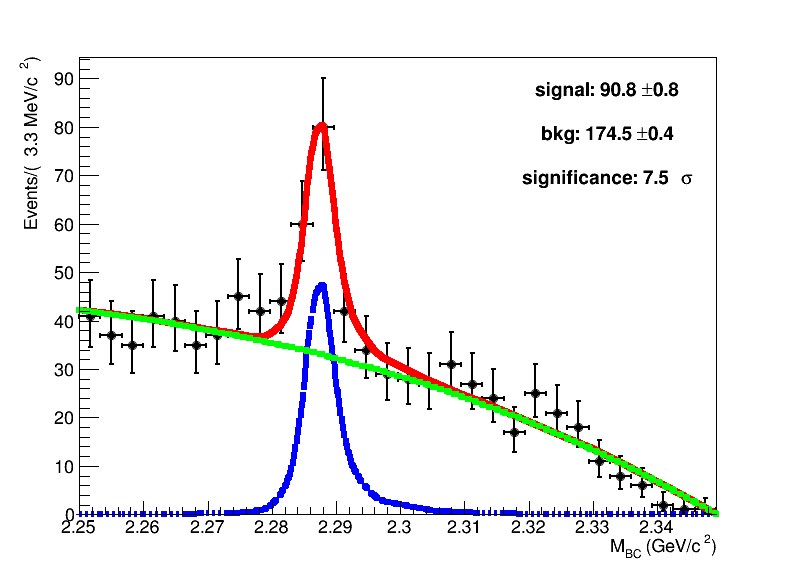 Events/( 3.3 MeV/c 2)
90
80
70
60
50
40
30
20
10
0
signal: 90.8 ±0.8
bkg: 174.5 ±0.4
significance: 7.5 σ
2.25 2.26 2.27 2.28 2.29 2.3 2.31 2.32 2.33 2.34
MBC (GeV/c2)